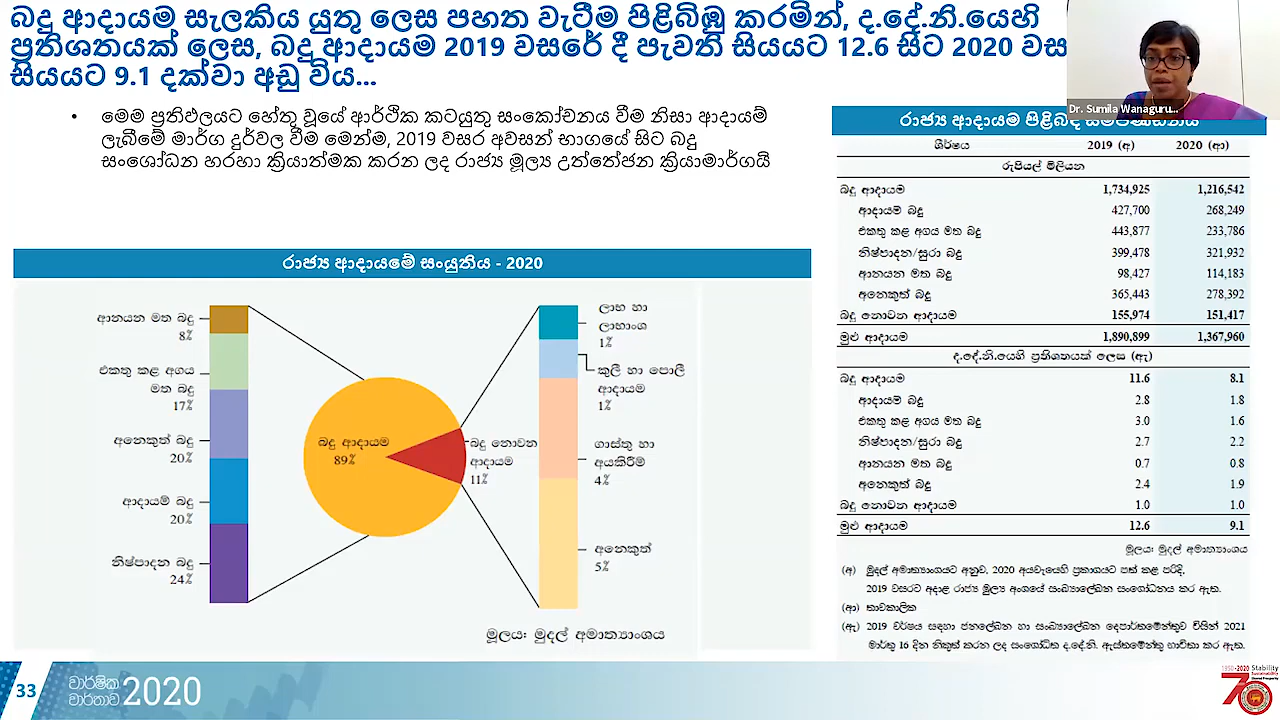 බදු ආදායම සැලකිය යුතු ලෙස පහත වැටීම පිළිබිඹු කරමින්, ද.දේ.නි.යෙහි
ප්‍රතිශතයක් ලෙස, බදු ආදායම 2019 වසරේ දී පැවති සියයට 12.6 සිට 2020 වස
සියයට 9.1 දක්වා අඩු විය...
Dr. Sumila Wanaguru...
• මෙම ප්‍රතිඵලයට හේතු වූයේ ආර්ථික කටයුතු සංකෝචනය වීම නිසා ආදායම්
ලැබීමේ මාර්ග දුර්වල වීම මෙන්ම, 2019 වසර අවසන් භාගයේ සිට බදු
සංශෝධන හරහා ක්‍රියාත්මක කරන ලද රාජ්‍ය මූල්‍ය උත්තේජන ක්‍රියාමාර්ගයි
රාජ්‍ය ආදායමේ සංයුතිය - 2020
ආනයන මත බදු
8%
එකතු කළ අගය
මත බදු
17%
අනෙකුත් බදු
20%
ආදායම් බදු
20%
නිෂ්පාදන බදු
24%
බදු ආදායම
89%
බදු නොවන
ආදායම
11%
ලාභ හා
ලාභාංශ
1%
කුලී හා පොලී
ආදායම
1%
ගාස්තු හා
අයකිරීම්
4%
අනෙකුත්
5%
මූලය: මුදල් අමාත්‍යාංශය
රාජ්‍ය ආදායම පිළිබඳ
ශීර්ෂය 2019 (අ) 2020 (ආ)
රුපියල් මිලියන
බදු ආදායම 1,734,925 1,216,542
ආදායම් බදු 427,700 268,249
එකතු කළ අගය මත බදු 443,877 233,786
නිෂ්පාදන/සුරා බදු 399,478 321,932
ආනයන මත බදු 98,427 114,183
අනෙකුත් බදු 365,443 278,392
බදු නොවන ආදායම 155,974 151,417
මුළු ආදායම 1,890,899 1,367,960
ද.දේ.නි.යෙහි ප්‍රතිශතයක් ලෙස (ඇ)
බදු ආදායම 11.6 8.1
ආදායම් බදු 2.8 1.8
එකතු කළ අගය මත බදු 3.0 1.6
නිෂ්පාදන/සුරා බදු 2.7 2.2
ආනයන මත බදු 0.7 0.8
අනෙකුත් බදු 2.4 1.9
බදු නොවන ආදායම 1.0 1.0
මුළු ආදායම 12.6 9.1
මූලය: මුදල් අමාත්‍යාංශය
(අ) මුදල් අමාත්‍යාංශයට අනුව, 2020 අයවැයෙහි ප්‍රකාශයට පත් කළ පරිදි,
2019 වසරට අදාළ රාජ්‍ය මූල්‍ය අංශයේ සංඛ්‍යාලේඛන සංශෝධනය කර ඇත.
(ආ) තාවකාලික
(ඇ) 2019 වර්ෂය සඳහා ජනලේඛන හා සංඛ්‍යාලේඛන දෙපාර්තමේන්තුව විසින් 2021
මාර්තු 16 දින නිකුත් කරන ලද සංශෝධිත ද.දේ.නි. ඇස්තමේන්තු භාවිතා කර ඇත.
33
වාර්ෂික
වාර්තාව 2020
1950-2020 Stability
70